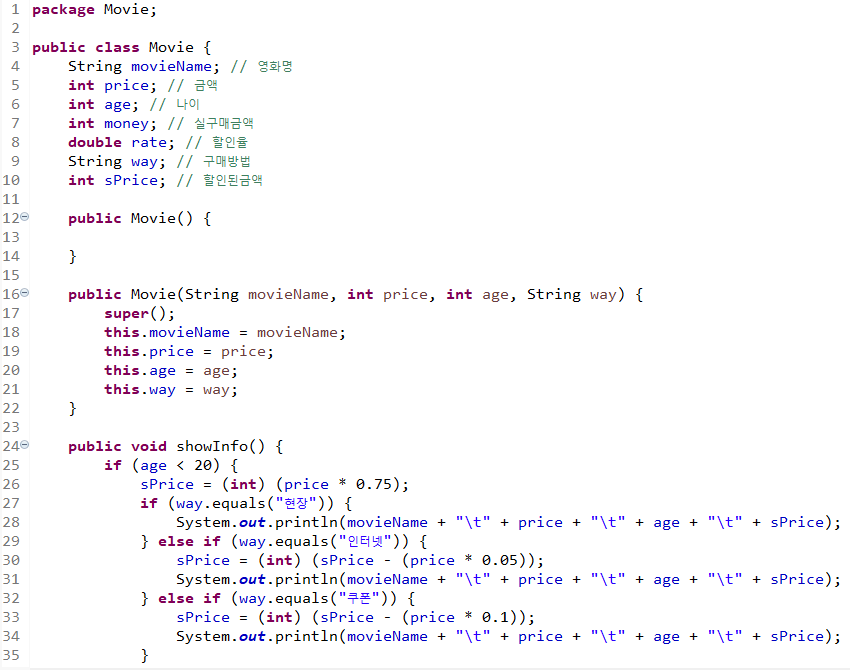 1 package Movie;
2
3 public class Movie {
4 String movieName; // 영화명
5 int price; // 금액
6 int age; // 나이
7 int money; // 실구매금액
8 double rate; // 할인율
9 String way; // 구매방법
10 int sPrice; // 할인된금액
11
12 public Movie() {
13
14 }
15
16 public Movie(String movieName, int price, int age, String way) {
17 super();
18 this.movieName = movieName;
19 this.price = price;
20 this.age = age;
21 this.way = way;
22 }
23
24 public void showInfo() {
25 if (age < 20) {
26 sPrice = (int) (price * 0.75);
27 if (way.equals("현장")) {
28 System.out.println(movieName + "\t" + price + "\t" + age + "\t" + sPrice);
29 } else if (way.equals("인터넷")) {
30 sPrice = (int) (sPrice - (price * 0.05));
31 System.out.println(movieName + "\t" + price + "\t" + age + "\t" + sPrice);
32 } else if (way.equals("쿠폰")) {
33 sPrice = (int) (sPrice - (price * 0.1));
34 System.out.println(movieName + "\t" + price + "\t" + age + "\t" + sPrice);
35 }